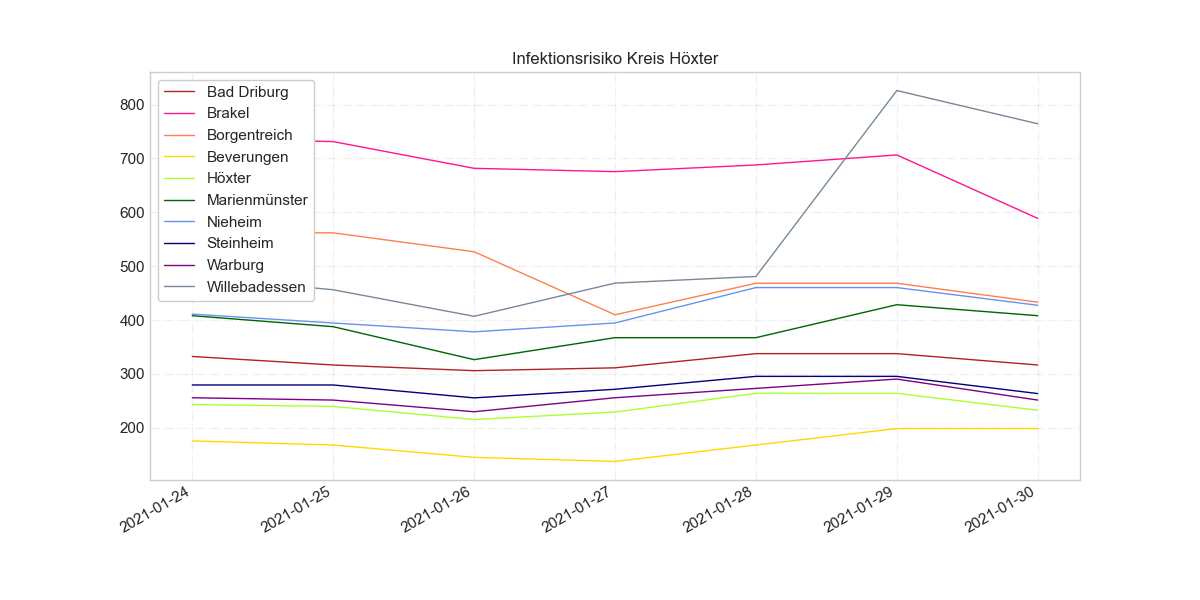 Infektionsrisiko Kreis Höxter
Bad Driburg
Brakel
Borgentreich
Beverungen
Höxter
Marienmünster
Nieheim
Steinheim
Warburg
Willebadessen
800
700
600
500
400
300
200
2021-01-24
2021-01-25
2021-01-26
2021-01-27
2021-01-28
2021-01-29
2021-01-30